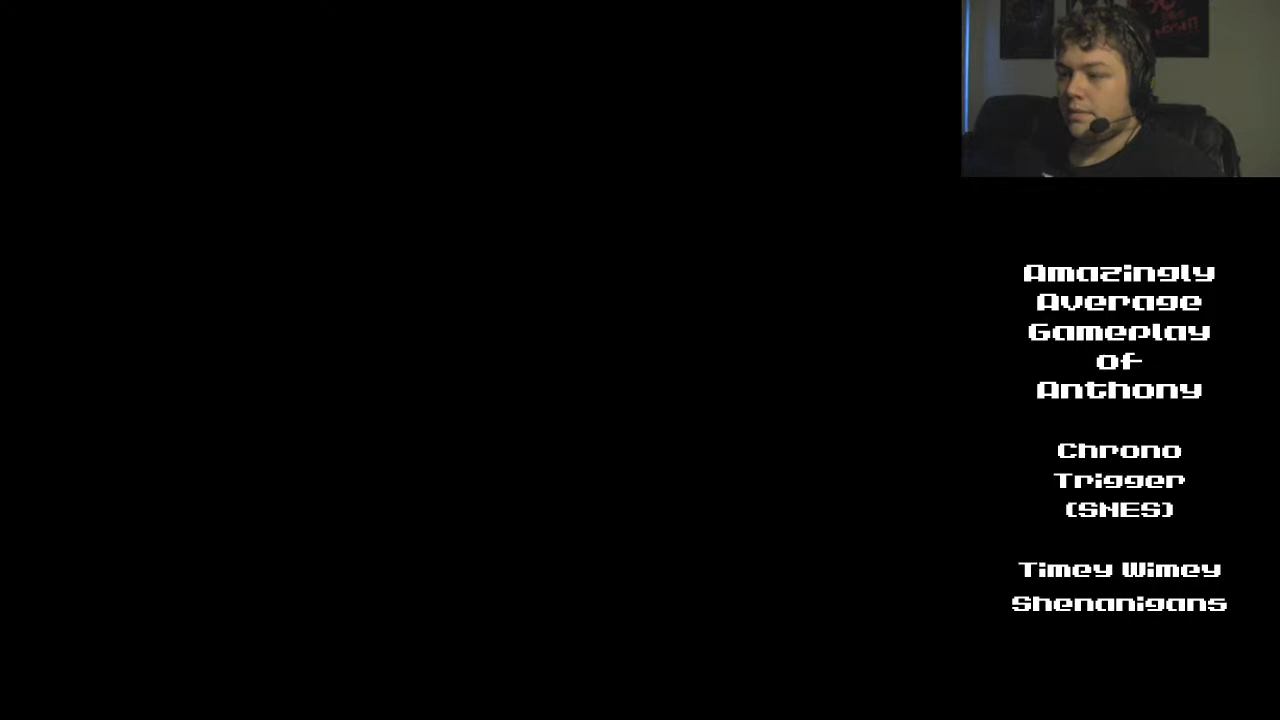 Amazingly
Average
Gameplay
of
Anthony
Chrono
Trigger
(SNES)
Timey Wimey
Shenanigans